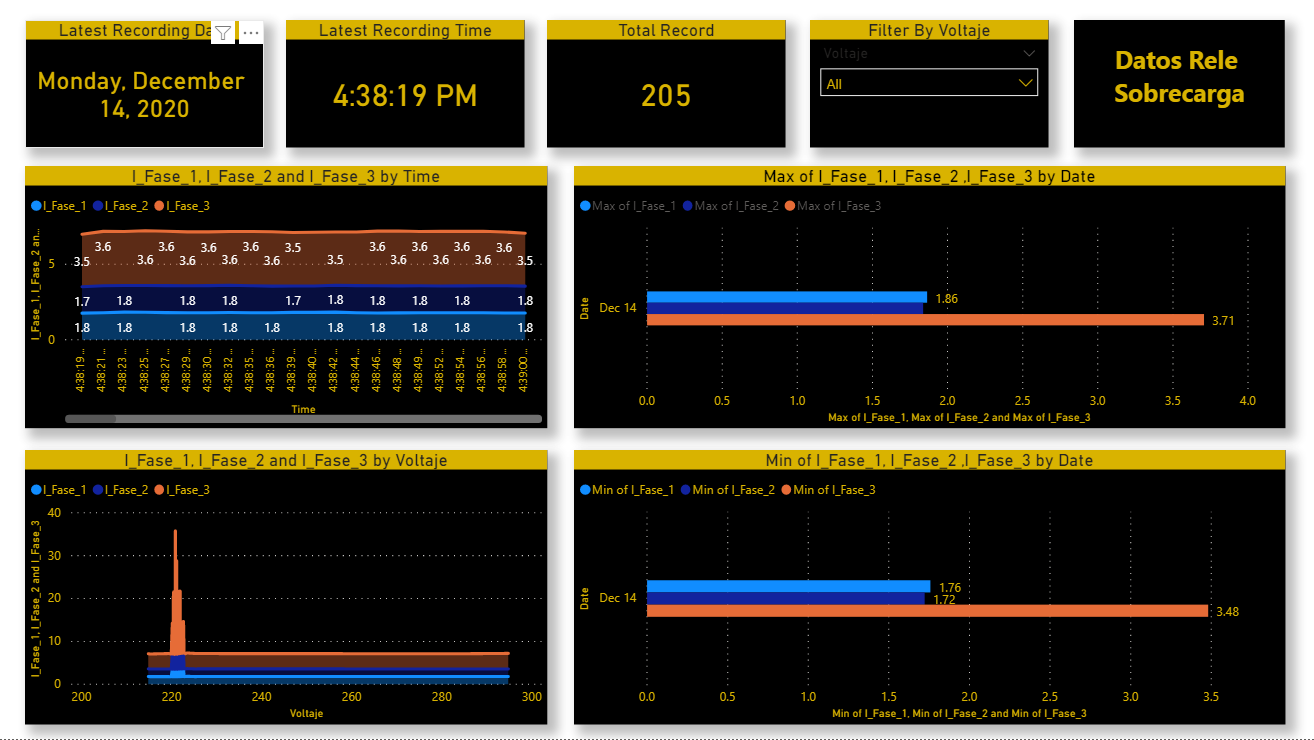 Latest Recording Da
...
Monday, December
14, 2020
Latest Recording Time
4:38:19 PM
Total Record
205
Filter By Voltaje
Voltaje
All
Datos Rele
Sobrecarga
I_Fase_1, I_Fase_2 and I_Fase_3 by Time
I_Fase_1 I_Fase_2 I_Fase_3
I_Fase_1, I_Fase_2 an...
5
0
3.6 3.6 3.6 3.6 3.5 3.6 3.6 3.6
3.5 3.6 3.6 3.6 3.6 3.5 3.6 3.6 3.5
1.7 1.8 1.8 1.8 1.7 1.8 1.8 1.8 1.8 1.8
1.8 1.8 1.8 1.8 1.8 1.8 1.8 1.8 1.8 1.8
4:38:19 ...
4:38:21 ...
4:38:23 ...
4:38:25 ...
4:38:27 ...
4:38:29 ...
4:38:30 ...
4:38:32 ...
4:38:35 ...
4:38:36 ...
4:38:39 ...
4:38:40 ...
4:38:42 ...
4:38:44 ...
4:38:46 ...
4:38:48 ...
4:38:49 ...
4:38:52 ...
4:38:54 ...
4:38:56 ...
4:38:58 ...
4:39:00 ...
Time
Max of I_Fase_1, I_Fase_2 ,I_Fase_3 by Date
Max of I_Fase_1 Max of I_Fase_2 Max of I_Fase_3
Date
Dec 14
1.86
3.71
0.0 0.5 1.0 1.5 2.0 2.5 3.0 3.5 4.0
Max of I_Fase_1, Max of I_Fase_2 and Max of I_Fase_3
I_Fase_1, I_Fase_2 and I_Fase_3 by Voltaje
I_Fase_1 I_Fase_2 I_Fase_3
I_Fase_1, I_Fase_2 and I_Fase_3
40
30
20
10
0
200 220 240 260 280 300
Voltaje
Min of I_Fase_1, I_Fase_2 ,I_Fase_3 by Date
Min of I_Fase_1 Min of I_Fase_2 Min of I_Fase_3
Date
Dec 14
1.76
1.72
3.48
0.0 0.5 1.0 1.5 2.0 2.5 3.0 3.5
Min of I_Fase_1, Min of I_Fase_2 and Min of I_Fase_3